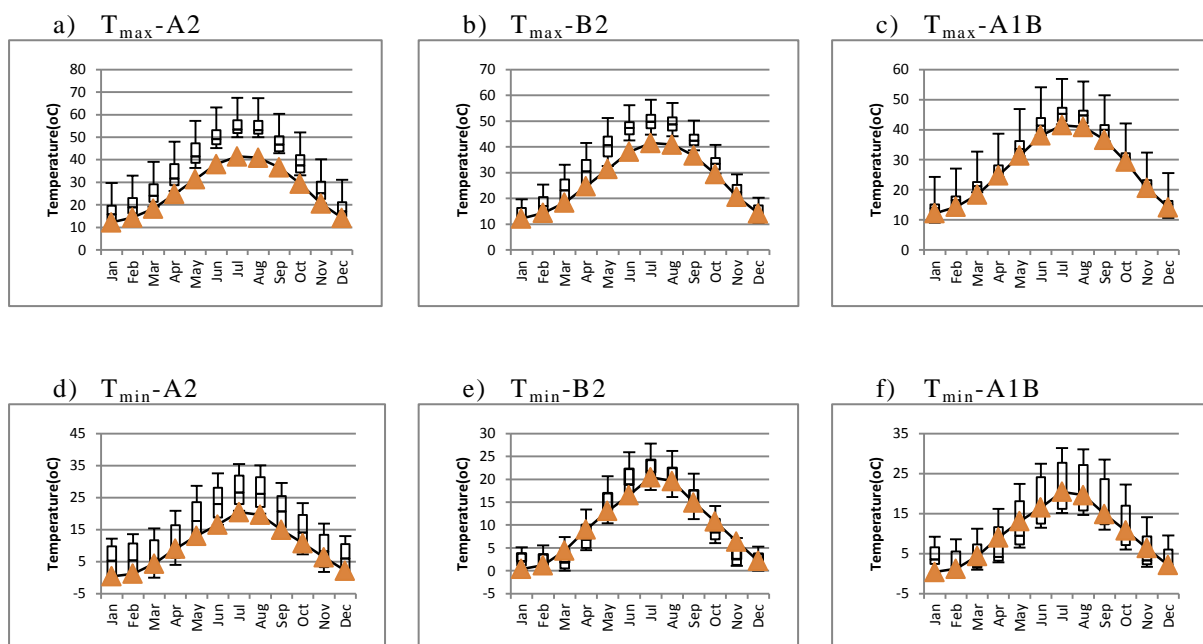 a) Tmax-A2
b) Tmax-B2
c) Tmax-A1B
Temperature(oC)
80
70
60
50
40
30
20
10
0
Jan Feb Mar Apr May Jun Jul Aug Sep Oct Nov Dec
Temperature(oC)
70
60
50
40
30
20
10
0
Jan Feb Mar Apr May Jun Jul Aug Sep Oct Nov Dec
Temperature(oC)
60
50
40
30
20
10
0
Jan Feb Mar Apr May Jun Jul Aug Sep Oct Nov Dec
d) Tmin-A2
e) Tmin-B2
f) Tmin-A1B
Temperature(oC)
45
35
25
15
5
-5
Jan Feb Mar Apr May Jun Jul Aug Sep Oct Nov Dec
Temperature(oC)
30
25
20
15
10
5
0
-5
Jan Feb Mar Apr May Jun Jul Aug Sep Oct Nov Dec
Temperature(oC)
35
25
15
5
-5
Jan Feb Mar Apr May Jun Jul Aug Sep Oct Nov Dec